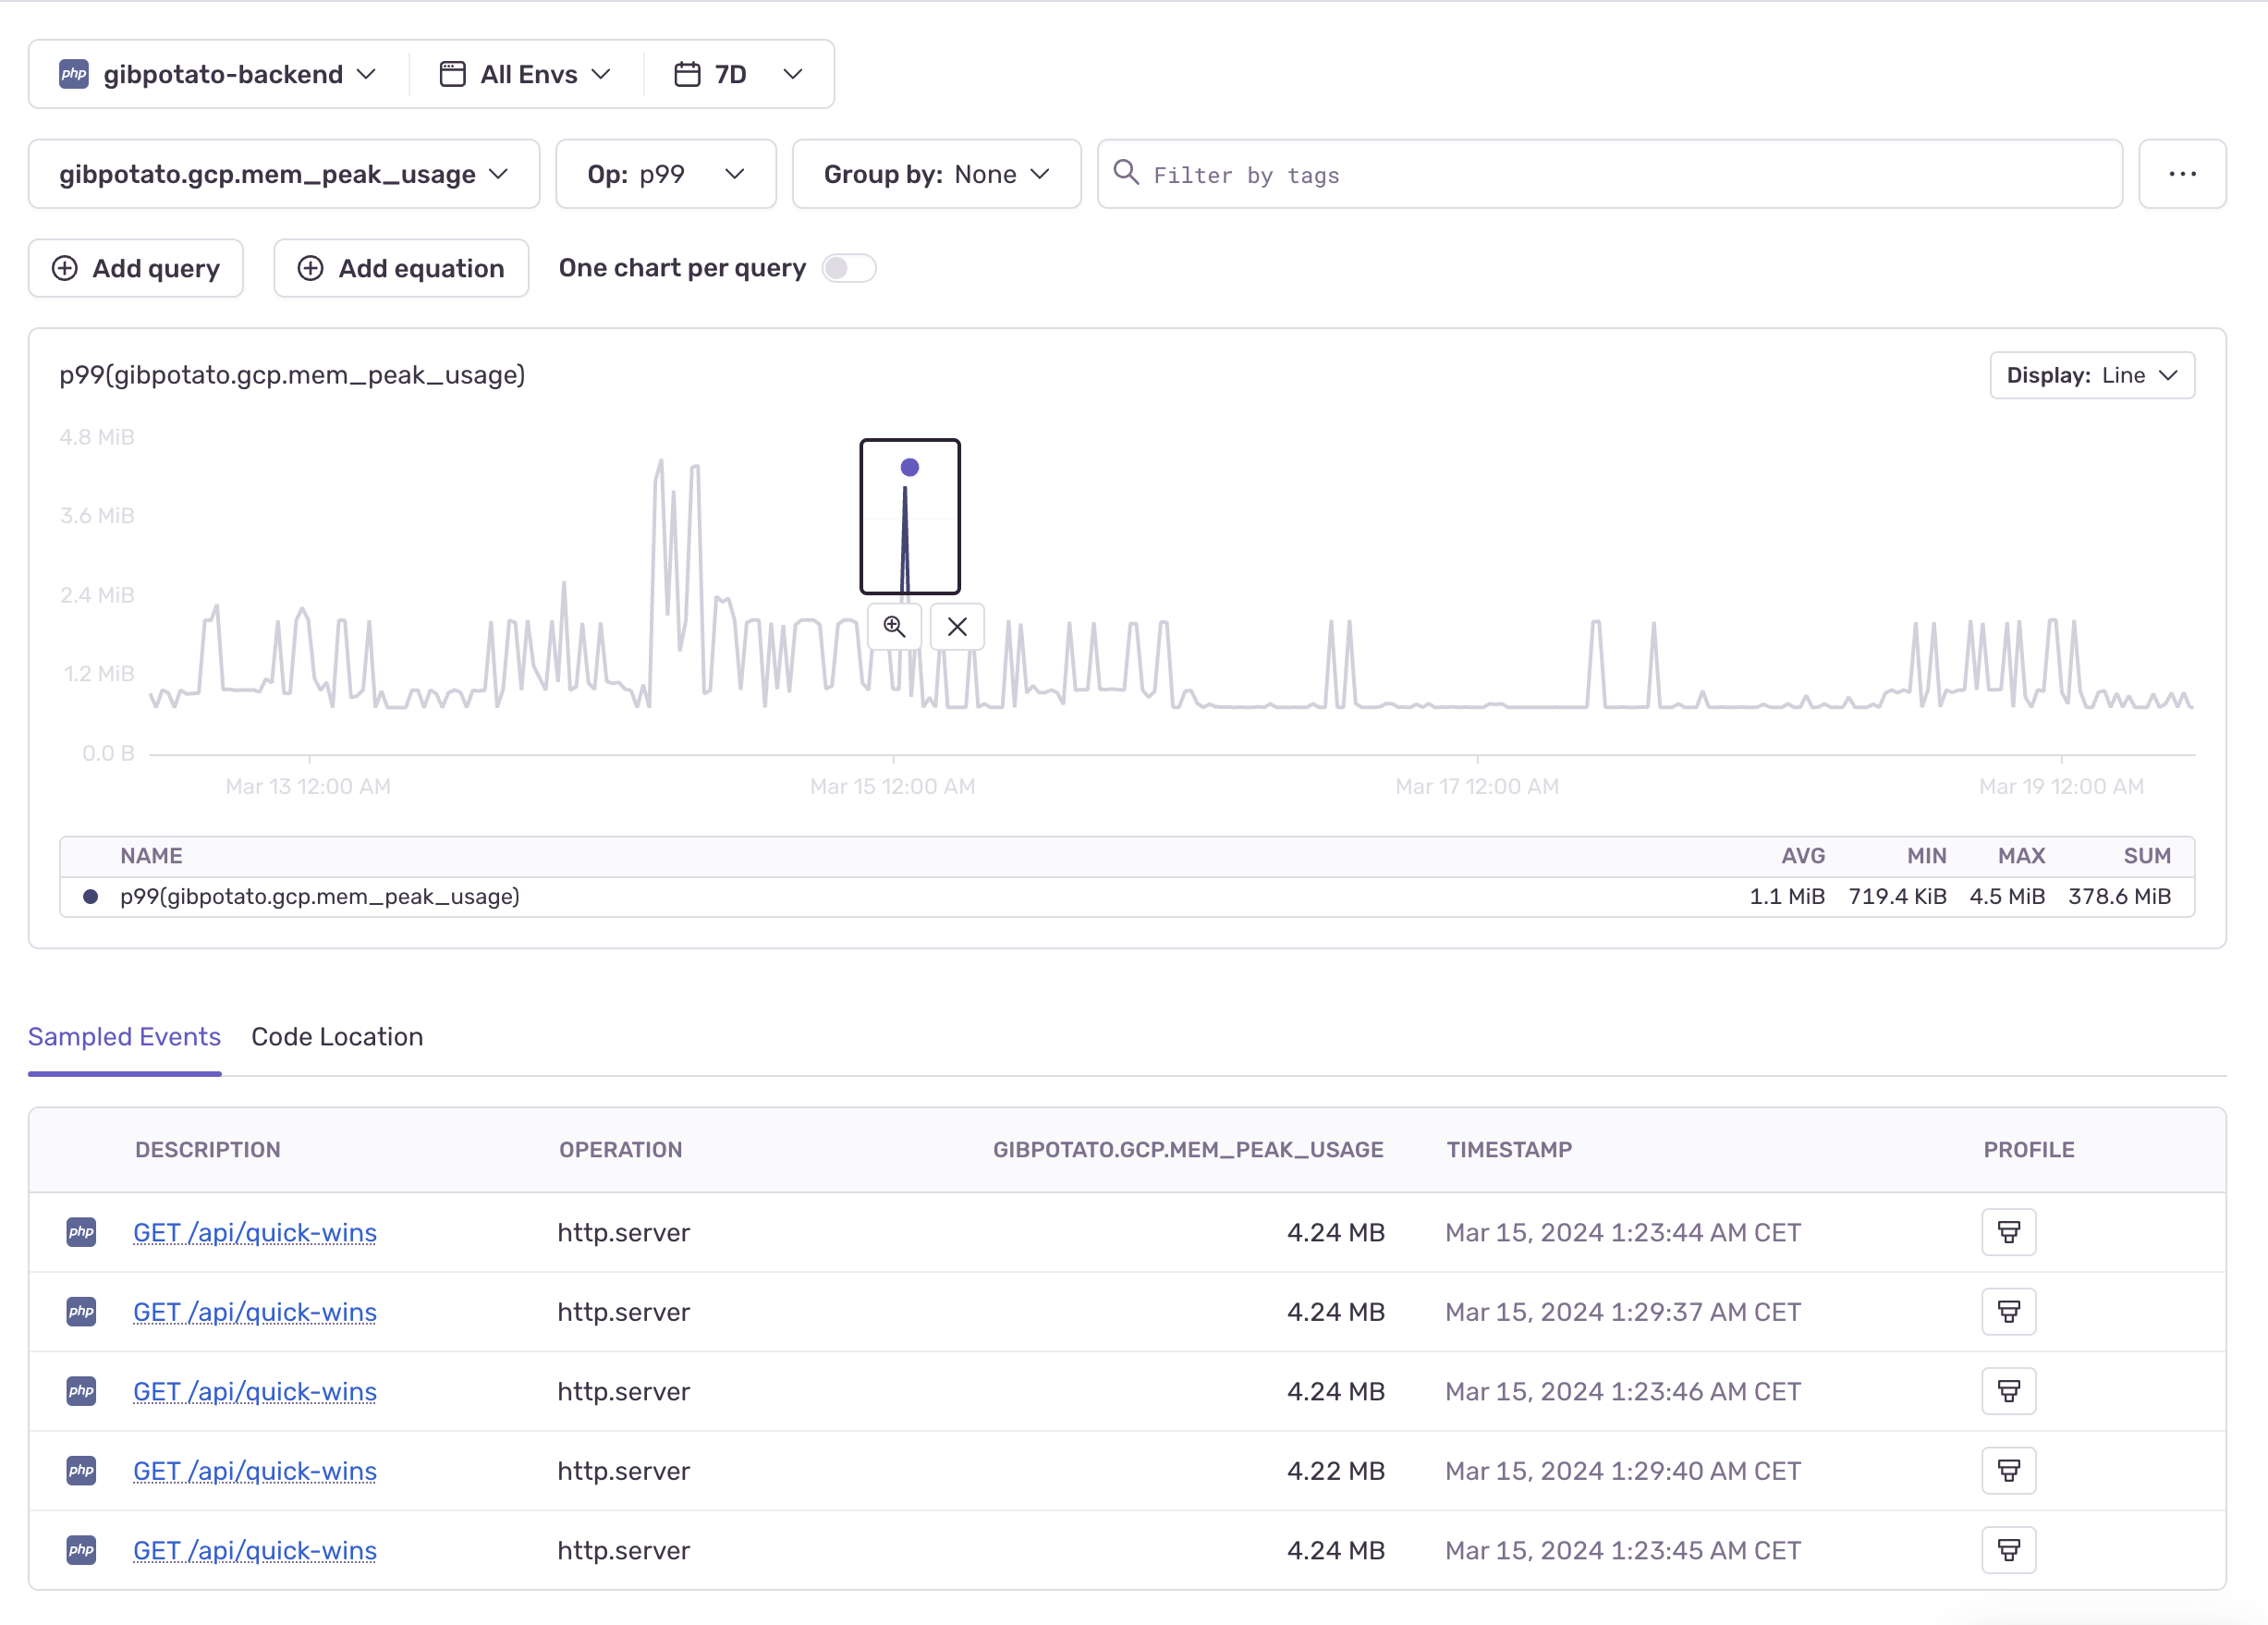 php gibpotato-backend All Envs 7D
gibpotato.gcp.mem_peak_usage Op: p99 Group by: None Filter by tags ...
Add query Add equation One chart per query
p99(gibpotato.gcp.mem_peak_usage) Display: Line
4.8 MiB
3.6 MiB
2.4 MiB
1.2 MiB
0.0 B
Mar 13 12:00 AM Mar 15 12:00 AM Mar 17 12:00 AM Mar 19 12:00 AM
NAME AVG MIN MAX SUM
p99(gibpotato.gcp.mem_peak_usage) 1.1 MiB 719.4 KiB 4.5 MiB 378.6 MiB
Sampled Events Code Location
DESCRIPTION OPERATION GIBPOTATO.GCP.MEM_PEAK_USAGE TIMESTAMP PROFILE
php GET /api/quick-wins http.server 4.24 MB Mar 15, 2024 1:23:44 AM CET
php GET /api/quick-wins http.server 4.24 MB Mar 15, 2024 1:29:37 AM CET
php GET /api/quick-wins http.server 4.24 MB Mar 15, 2024 1:23:46 AM CET
php GET /api/quick-wins http.server 4.22 MB Mar 15, 2024 1:29:40 AM CET
php GET /api/quick-wins http.server 4.24 MB Mar 15, 2024 1:23:45 AM CET